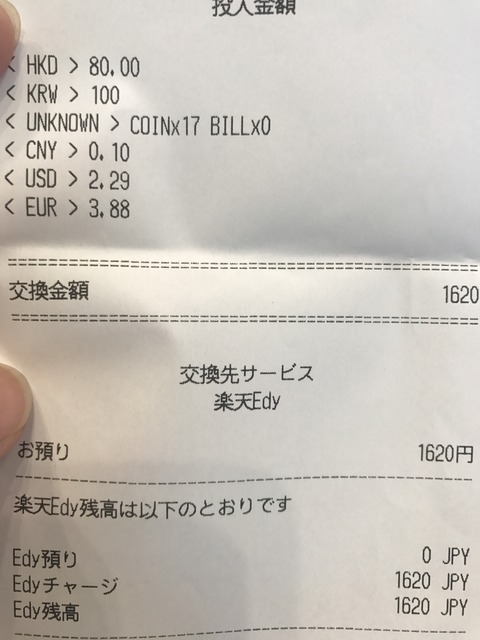 投入金額
< HKD > 80.00
< KRW > 100
< UNKNOWN > COINx17 BILLx0
< CNY > 0.10
< USD > 2.29
< EUR > 3.88
交換金額 1620
交換先サービス
楽天Edy
お預り 1620円
楽天Edy残高は以下のとおりです
Edy預り 0 JPY
Edyチャージ 1620 JPY
Edy残高 1620 JPY